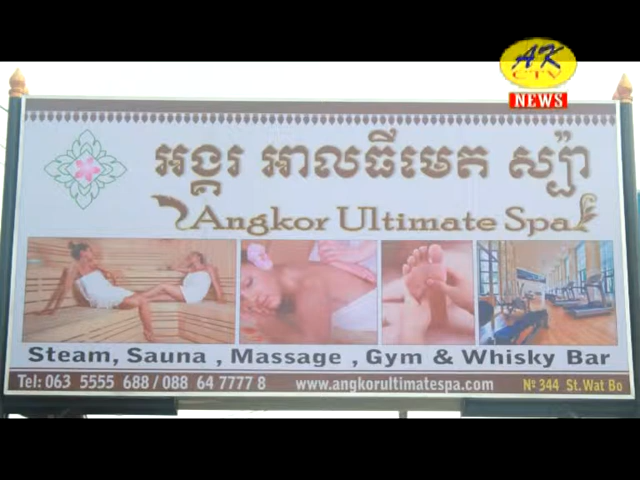 AK
CTV
NEWS
អង្គរ អាលធីមេត ស្ប៉ា
Angkor Ultimate Spa
Steam, Sauna , Massage , Gym & Whisky Bar
Tel: 063 5555 688 / 088 64 7777 8 www.angkorultimatespa.com № 344 St. Wat Bo